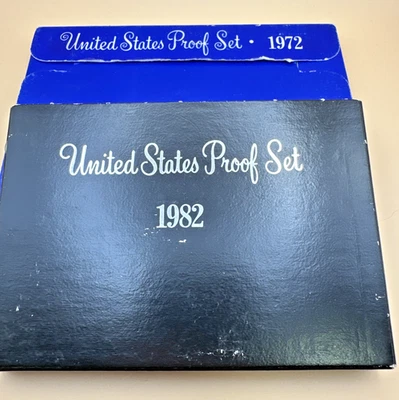 United States Proof Set · 1972
United States Proof Set
1982